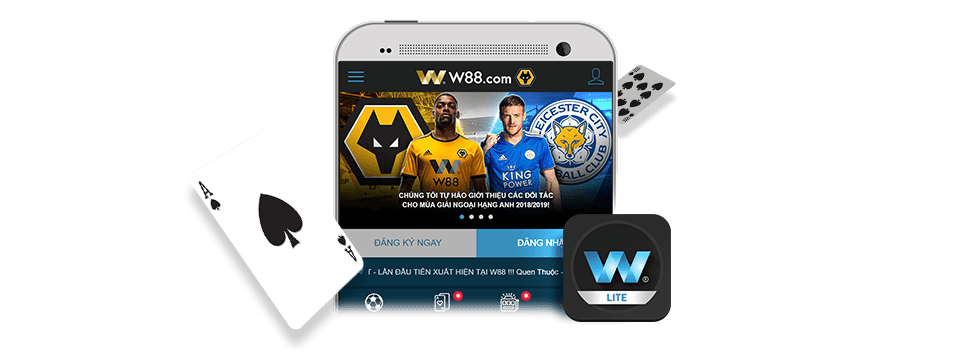 W88.com
LEICESTER CITY
FOOTBALL CLUB
W88
KING
POWER
CHÚNG TÔI TỰ HÀO GIỚI THIỆU CÁC ĐỐI TÁC
CHO MÙA GIẢI NGOẠI HẠNG ANH 2018/2019!
ĐĂNG KÝ NGAY
ĐĂNG NHẬ
T - LẦN ĐẦU TIÊN XUẤT HIỆN TẠI W88 !!! Quen Thuộc -
A
A
W
®
LITE